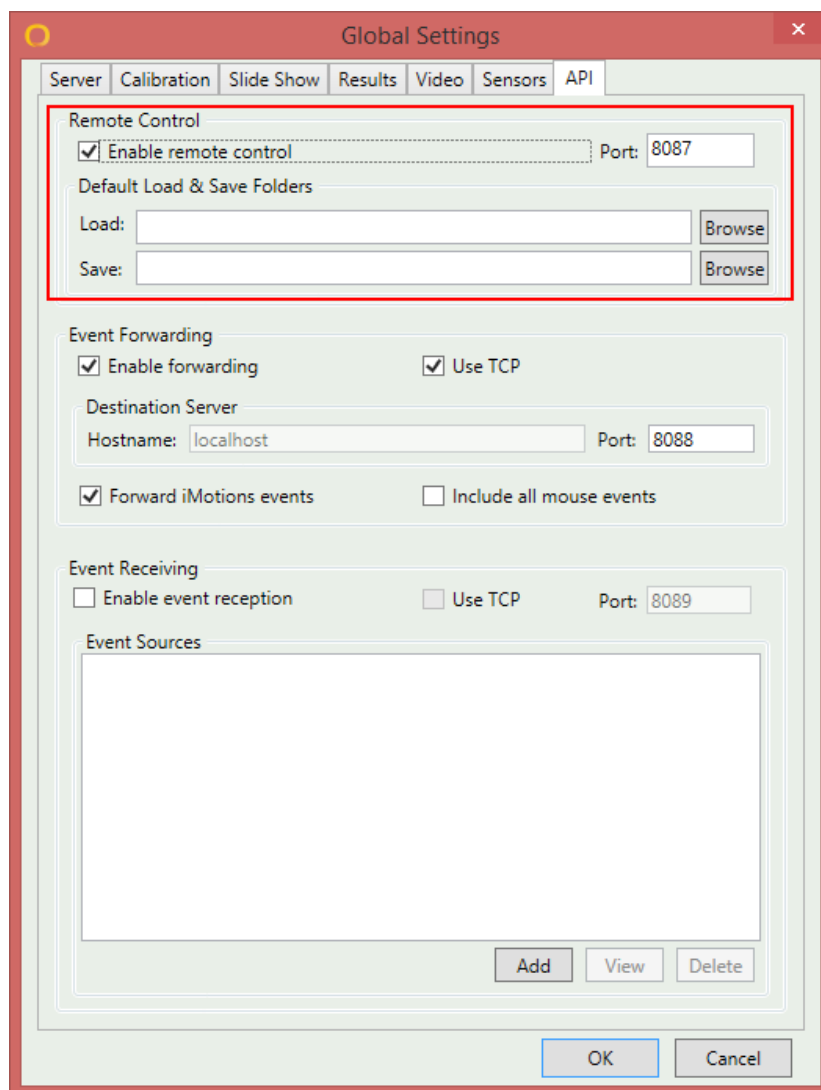 Global Settings
Server Calibration Slide Show Results Video Sensors API
Remote Control
Enable remote control Port: 8087
Default Load & Save Folders
Load: Browse
Save: Browse
Event Forwarding
Enable forwarding Use TCP
Destination Server
Hostname: localhost Port: 8088
Forward iMotions events Include all mouse events
Event Receiving
Enable event reception Use TCP Port: 8089
Event Sources
Add View Delete
OK Cancel